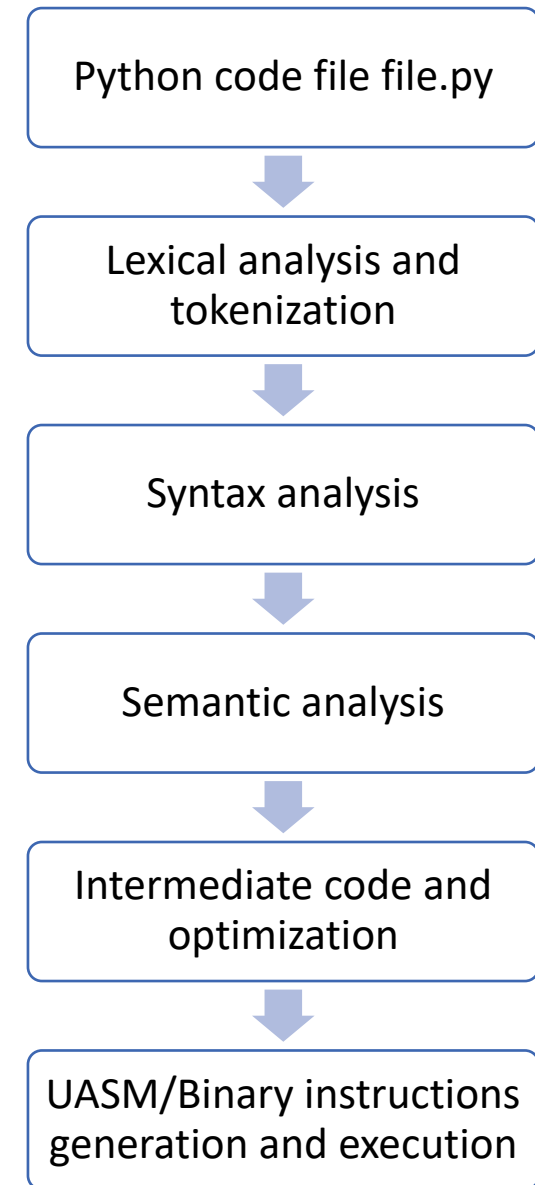 Python code file file.py
Lexical analysis and
tokenization
Syntax analysis
Semantic analysis
Intermediate code and
optimization
UASM/Binary instructions
generation and execution